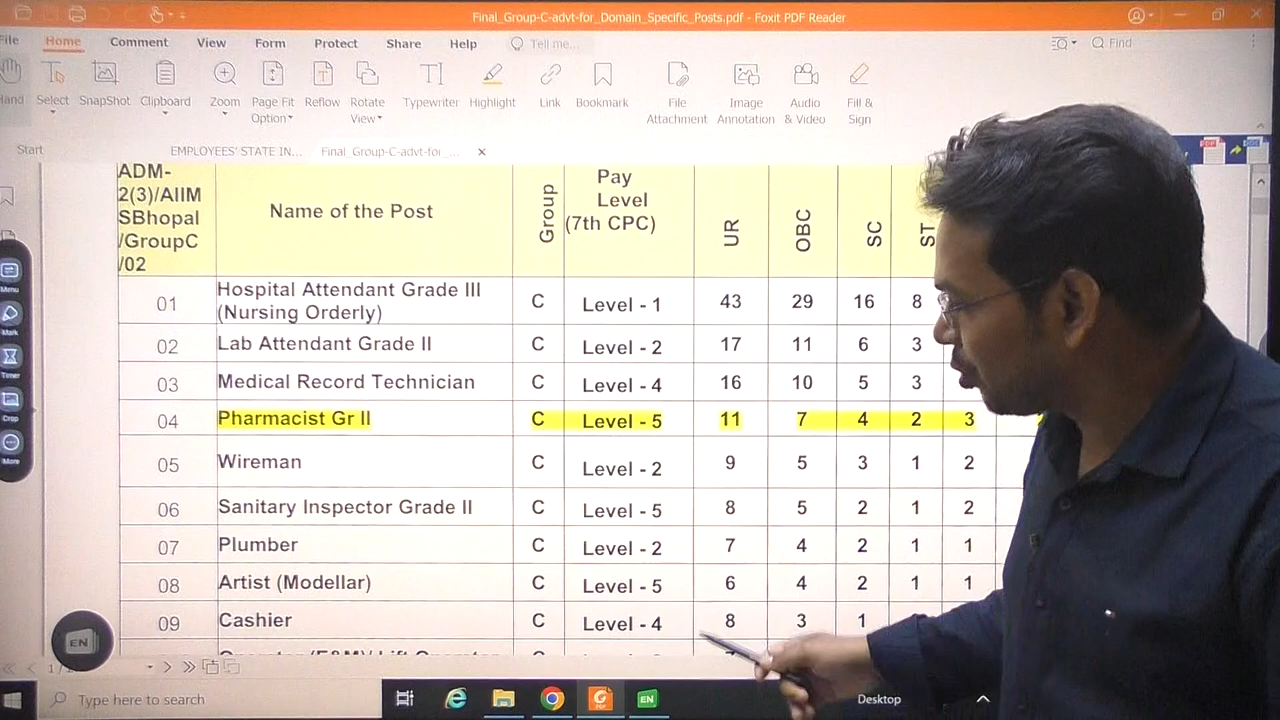 Final_Group-C-advt-for_Domain_Specific_Posts.pdf - Foxit PDF Reader
File Home Comment View Form Protect Share Help Tell me... Find
Hand Select SnapShot Clipboard Zoom Page Fit Option Reflow Rotate View Typewriter Highlight Link Bookmark File Attachment Image Annotation Audio & Video Fill & Sign
Start EMPLOYEES' STATE IN... Final_Group-C-advt-for_...
ADM-2(3)/AIIMSBhopal/GroupC/02 Name of the Post Group Pay Level (7th CPC) UR OBC SC ST
01 Hospital Attendant Grade III (Nursing Orderly) C Level - 1 43 29 16 8
02 Lab Attendant Grade II C Level - 2 17 11 6 3
03 Medical Record Technician C Level - 4 16 10 5 3
04 Pharmacist Gr II C Level - 5 11 7 4 2 3
05 Wireman C Level - 2 9 5 3 1 2
06 Sanitary Inspector Grade II C Level - 5 8 5 2 1 2
07 Plumber C Level - 2 7 4 2 1 1
08 Artist (Modellar) C Level - 5 6 4 2 1 1
09 Cashier C Level - 4 8 3 1
Menu
Mark
Timer
Crop
More
EN
Type here to search
EN
Desktop